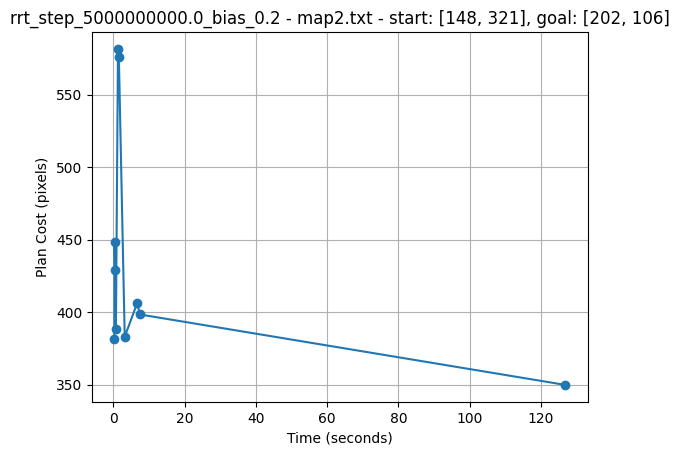 rrt_step_5000000000.0_bias_0.2 - map2.txt - start: [148, 321], goal: [202, 106]
Plan Cost (pixels)
550
500
450
400
350
0 20 40 60 80 100 120
Time (seconds)